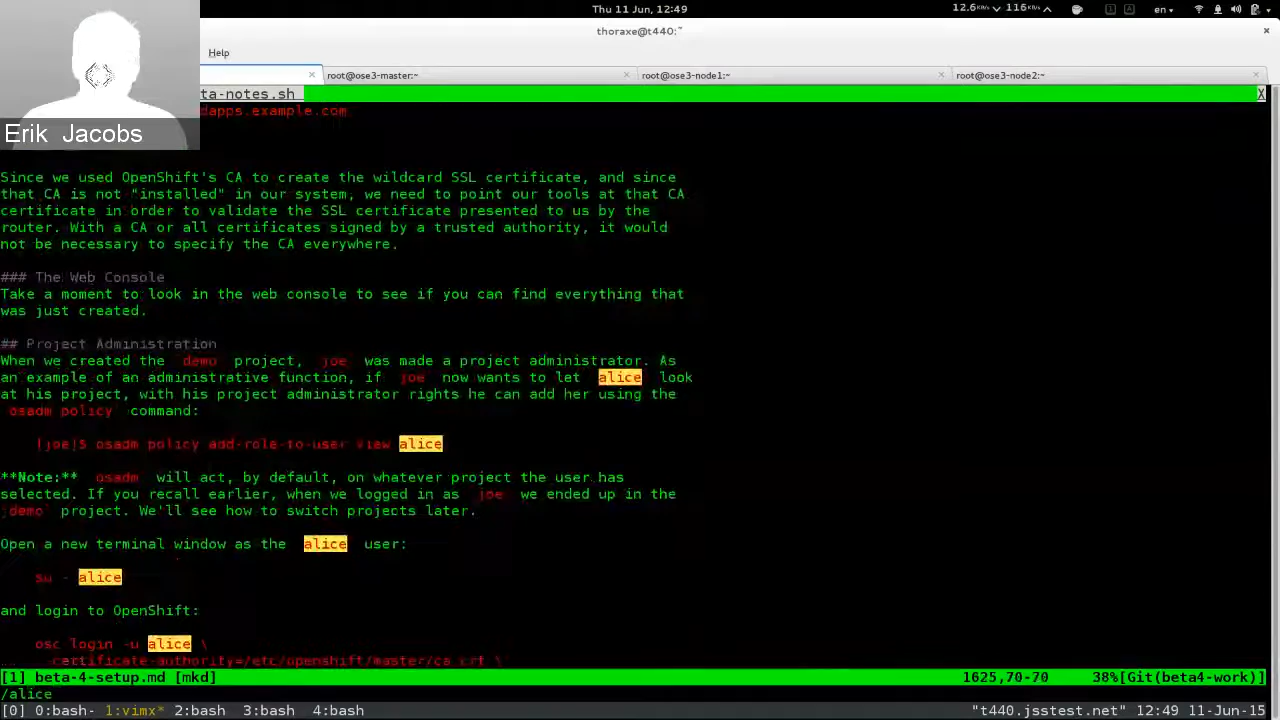 Thu 11 Jun, 12:49
12.6 KB/s 116 KB/s en
thoraxe@t440:~
Help
root@ose3-master:~ root@ose3-node1:~ root@ose3-node2:~
ta-notes.sh X
Erik Jacobs
dapps.example.com
Since we used OpenShift's CA to create the wildcard SSL certificate, and since
that CA is not "installed" in our system, we need to point our tools at that CA
certificate in order to validate the SSL certificate presented to us by the
router. With a CA or all certificates signed by a trusted authority, it would
not be necessary to specify the CA everywhere.
### The Web Console
Take a moment to look in the web console to see if you can find everything that
was just created.
## Project Administration
When we created the demo project, joe was made a project administrator. As
an example of an administrative function, if joe now wants to let alice look
at his project, with his project administrator rights he can add her using the
osadm policy command:
[joe]$ osadm policy add-role-to-user view alice
**Note:** osadm will act, by default, on whatever project the user has
selected. If you recall earlier, when we logged in as joe we ended up in the
`demo` project. We'll see how to switch projects later.
Open a new terminal window as the alice user:
su - alice
and login to OpenShift:
osc login -u alice \
--certificate-authority=/etc/openshift/master/ca.crt \
[1] beta-4-setup.md [mkd] 1625,70-70 38%[Git(beta4-work)]
/alice
[0] 0:bash- 1:vimx* 2:bash 3:bash 4:bash "t440.jsstest.net" 12:49 11-Jun-15